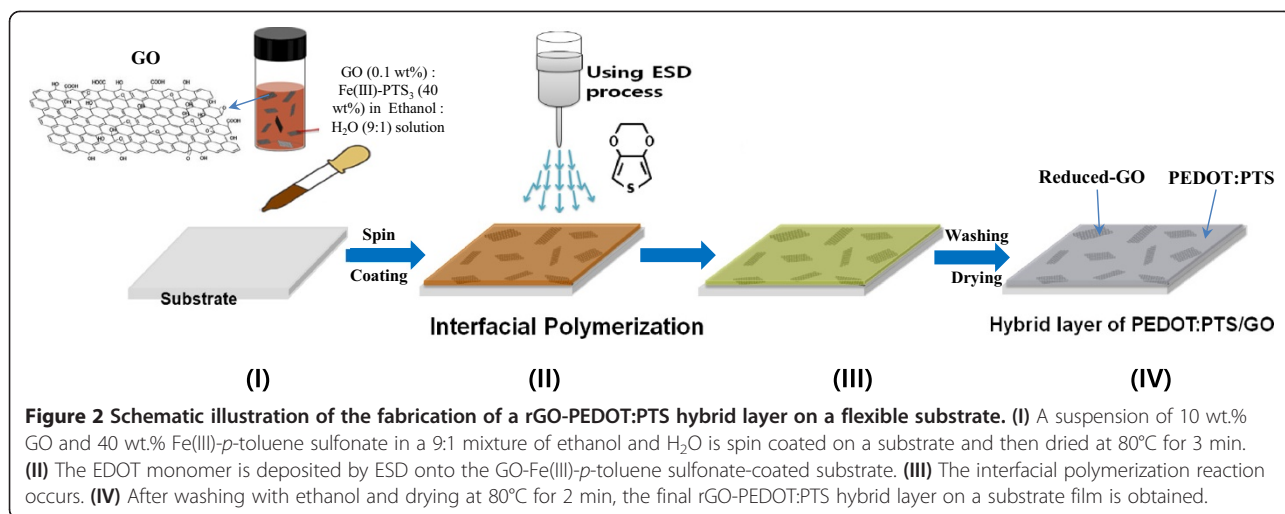 GO
GO (0.1 wt%) :
Fe(III)-PTS₃ (40
wt%) in Ethanol :
H₂O (9:1) solution
Using ESD
process
S
Reduced-GO
PEDOT:PTS
Spin
Coating
Washing
Drying
Substrate
Interfacial Polymerization
Hybrid layer of PEDOT:PTS/GO
(I)
(II)
(III)
(IV)
Figure 2 Schematic illustration of the fabrication of a rGO-PEDOT:PTS hybrid layer on a flexible substrate. (I) A suspension of 10 wt.%
GO and 40 wt.% Fe(III)-p-toluene sulfonate in a 9:1 mixture of ethanol and H₂O is spin coated on a substrate and then dried at 80°C for 3 min.
(II) The EDOT monomer is deposited by ESD onto the GO-Fe(III)-p-toluene sulfonate-coated substrate. (III) The interfacial polymerization reaction
occurs. (IV) After washing with ethanol and drying at 80°C for 2 min, the final rGO-PEDOT:PTS hybrid layer on a substrate film is obtained.